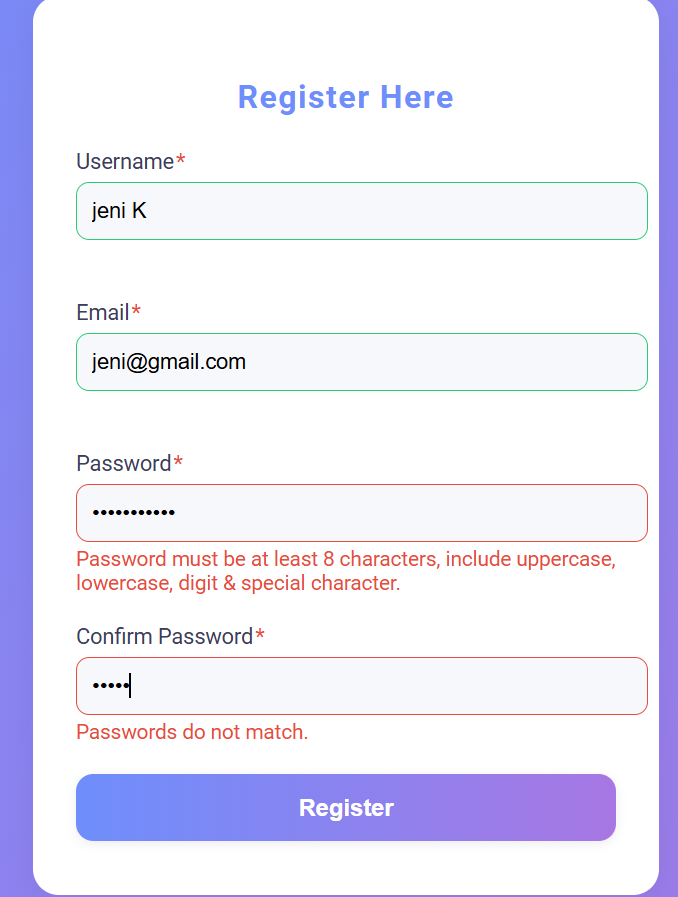 Register Here
Username*
jeni K
Email*
jeni@gmail.com
Password*
•••••••••••
Password must be at least 8 characters, include uppercase,
lowercase, digit & special character.
Confirm Password*
•••••
Passwords do not match.
Register